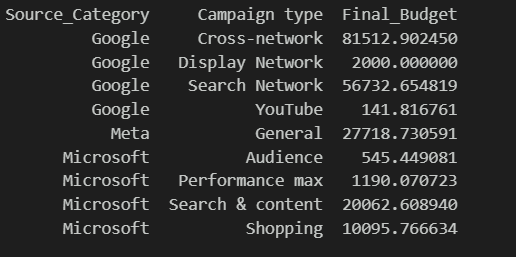 Source_Category Campaign type Final_Budget
Google Cross-network 81512.902450
Google Display Network 2000.000000
Google Search Network 56732.654819
Google YouTube 141.816761
Meta General 27718.730591
Microsoft Audience 545.449081
Microsoft Performance max 1190.070723
Microsoft Search & content 20062.608940
Microsoft Shopping 10095.766634